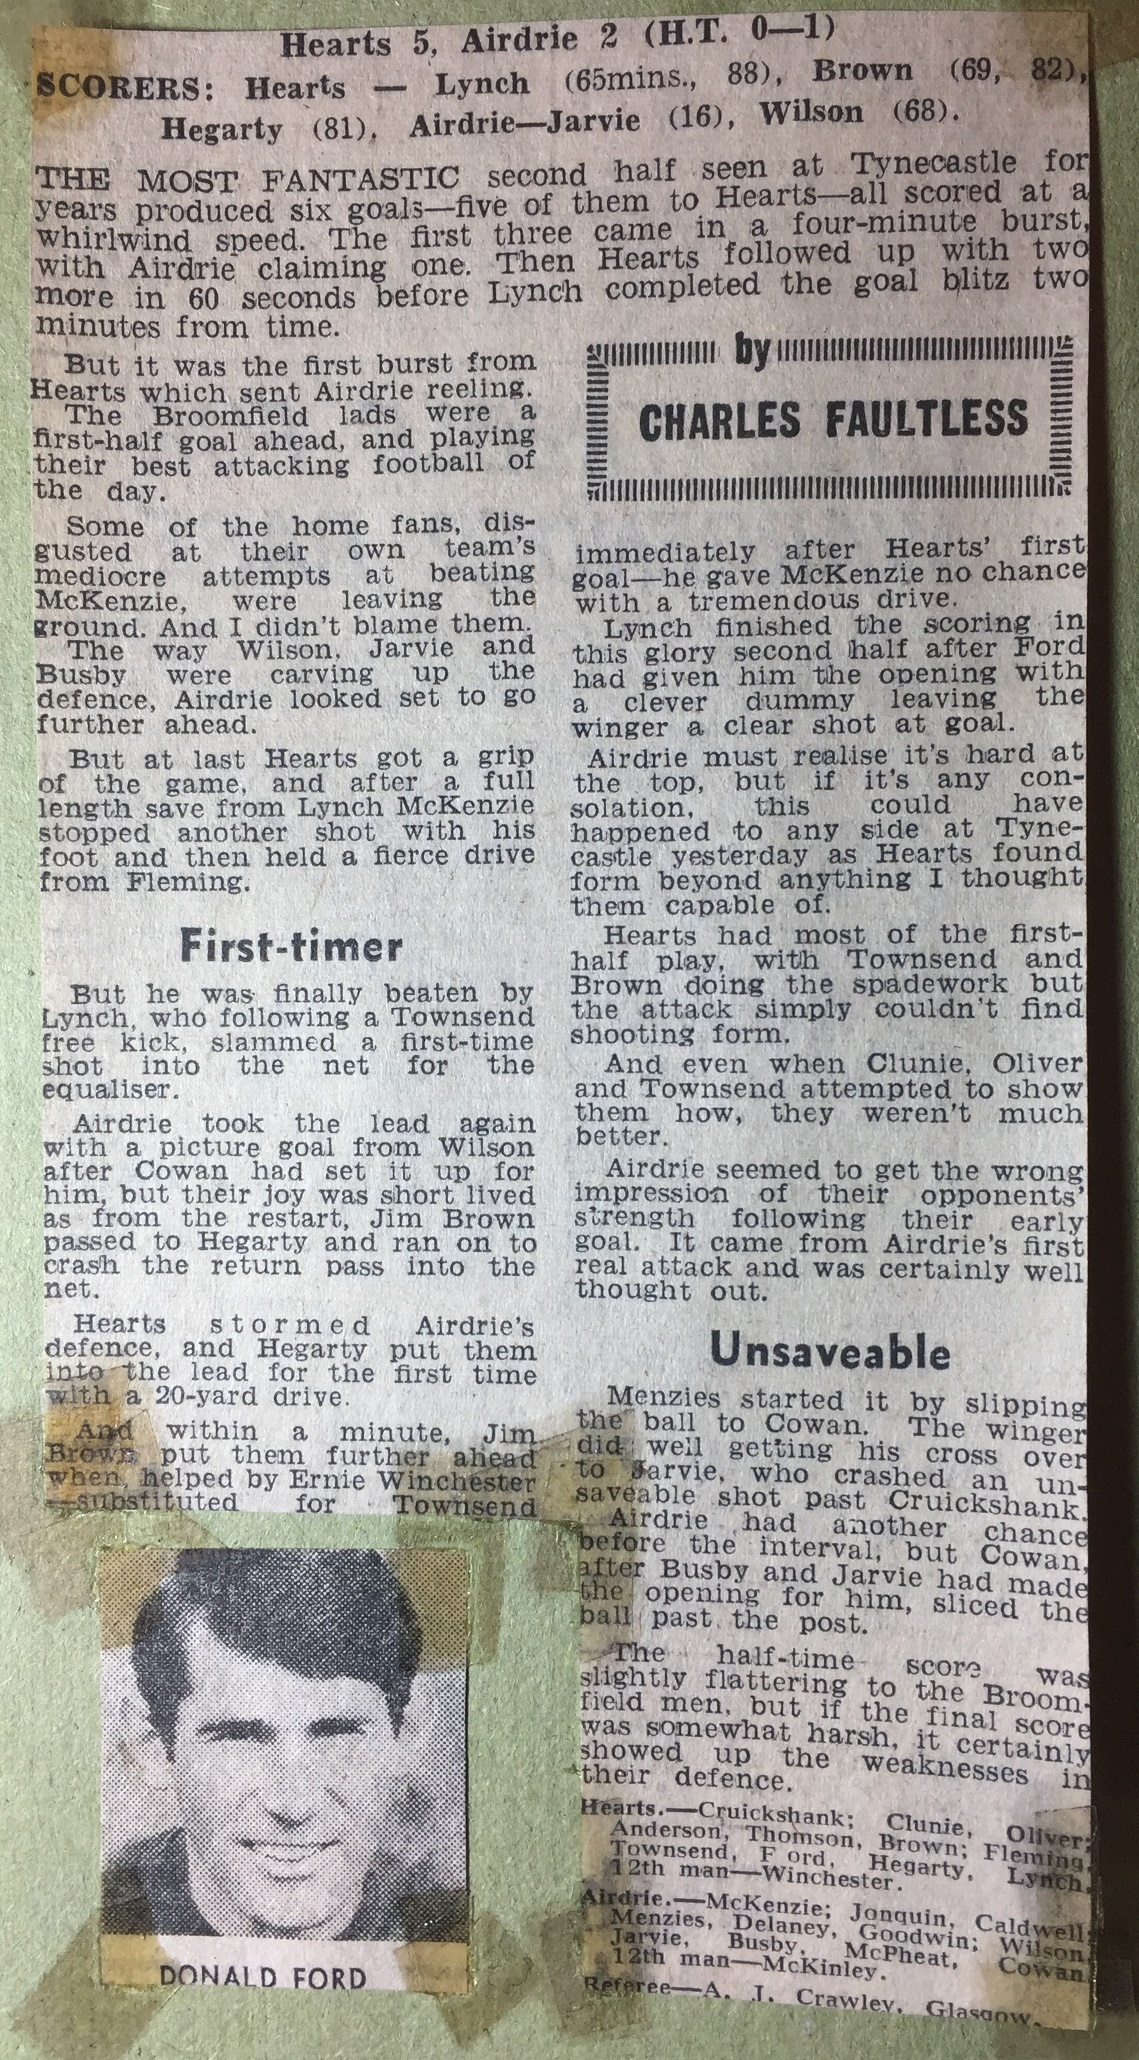 Hearts 5, Airdrie 2 (H.T. 0—1)
SCORERS: Hearts — Lynch (65mins., 88), Brown (69, 82),
Hegarty (81). Airdrie—Jarvie (16), Wilson (68).
THE MOST FANTASTIC second half seen at Tynecastle for
years produced six goals—five of them to Hearts—all scored at a
whirlwind speed. The first three came in a four-minute burst,
with Airdrie claiming one. Then Hearts followed up with two
more in 60 seconds before Lynch completed the goal blitz two
minutes from time.
But it was the first burst from
Hearts which sent Airdrie reeling.
The Broomfield lads were a
first-half goal ahead, and playing
their best attacking football of
the day.
Some of the home fans, dis-
gusted at their own team's
mediocre attempts at beating
McKenzie, were leaving the
ground. And I didn't blame them.
The way Wilson, Jarvie and
Busby were carving up the
defence, Airdrie looked set to go
further ahead.
But at last Hearts got a grip
of the game, and after a full
length save from Lynch McKenzie
stopped another shot with his
foot and then held a fierce drive
from Fleming.
First-timer
But he was finally beaten by
Lynch, who following a Townsend
free kick, slammed a first-time
shot into the net for the
equaliser.
Airdrie took the lead again
with a picture goal from Wilson
after Cowan had set it up for
him, but their joy was short lived
as from the restart, Jim Brown
passed to Hegarty and ran on to
crash the return pass into the
net.
Hearts stormed Airdrie's
defence, and Hegarty put them
into the lead for the first time
with a 20-yard drive.
And within a minute, Jim
Brown put them further ahead
when, helped by Ernie Winchester
—substituted for Townsend
by
CHARLES FAULTLESS
immediately after Hearts' first
goal—he gave McKenzie no chance
with a tremendous drive.
Lynch finished the scoring in
this glory second half after Ford
had given him the opening with
a clever dummy leaving the
winger a clear shot at goal.
Airdrie must realise it's hard at
the top, but if it's any con-
solation, this could have
happened to any side at Tyne-
castle yesterday as Hearts found
form beyond anything I thought
them capable of.
Hearts had most of the first-
half play, with Townsend and
Brown doing the spadework but
the attack simply couldn't find
shooting form.
And even when Clunie, Oliver
and Townsend attempted to show
them how, they weren't much
better.
Airdrie seemed to get the wrong
impression of their opponents'
strength following their early
goal. It came from Airdrie's first
real attack and was certainly well
thought out.
Unsaveable
Menzies started it by slipping
the ball to Cowan. The winger
did well getting his cross over
to Jarvie, who crashed an un-
saveable shot past Cruickshank.
Airdrie had another chance
before the interval, but Cowan,
after Busby and Jarvie had made
the opening for him, sliced the
ball past the post.
The half-time score was
slightly flattering to the Broom-
field men, but if the final score
was somewhat harsh, it certainly
showed up the weaknesses in
their defence.
Hearts.—Cruickshank; Clunie, Oliver;
Anderson, Thomson, Brown; Fleming,
Townsend, Ford, Hegarty, Lynch.
12th man—Winchester.
Airdrie.—McKenzie; Jonquin, Caldwell;
Menzies, Delaney, Goodwin; Wilson,
Jarvie, Busby, McPheat, Cowan.
12th man—McKinley.
Referee—A. J. Crawley, Glasgow.
DONALD FORD